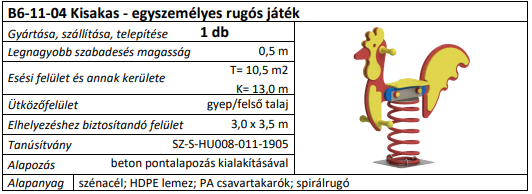 B6-11-04 Kisakas - egyszemélyes rugós játék
Gyártása, szállítása, telepítése 1 db
Legnagyobb szabadesés magasság 0,5 m
Esési felület és annak kerülete T= 10,5 m2
K= 13,0 m
Ütközőfelület gyep/felső talaj
Elhelyezéshez biztosítandó felület 3,0 x 3,5 m
Tanúsítvány SZ-S-HU008-011-1905
Alapozás beton pontalapozás kialakításával
Alapanyag szénacél; HDPE lemez; PA csavartakarók; spirálrugó